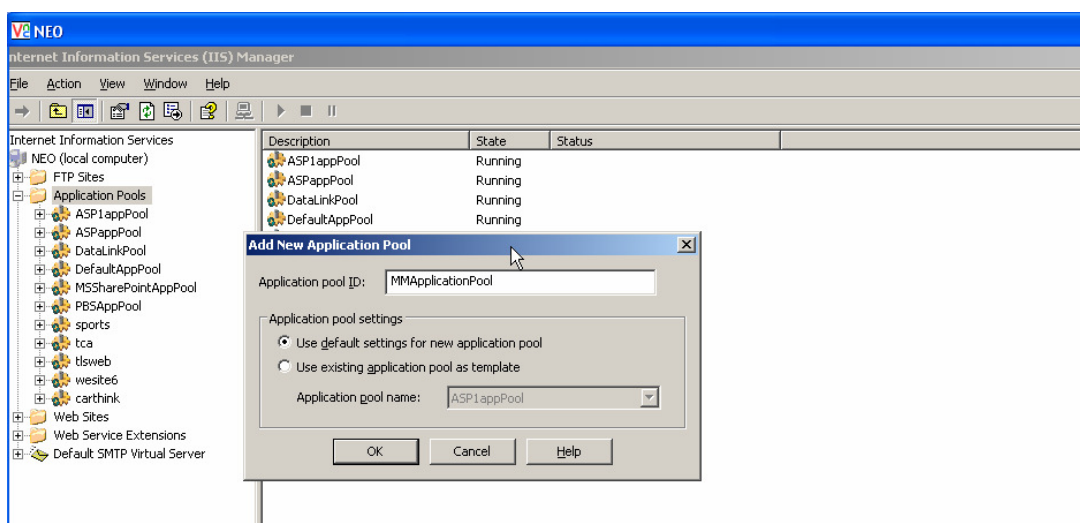 V2 NEO
nternet Information Services (IIS) Manager
File Action View Window Help
Internet Information Services
NEO (local computer)
FTP Sites
Application Pools
ASP1appPool
ASPappPool
DataLinkPool
DefaultAppPool
MSSharePointAppPool
PBSAppPool
sports
tca
tlsweb
wesite6
carthink
Web Sites
Web Service Extensions
Default SMTP Virtual Server
Description State Status
ASP1appPool Running
ASPappPool Running
DataLinkPool Running
DefaultAppPool Running
Add New Application Pool
Application pool ID: MMApplicationPool
Application pool settings
Use default settings for new application pool
Use existing application pool as template
Application pool name: ASP1appPool
OK Cancel Help